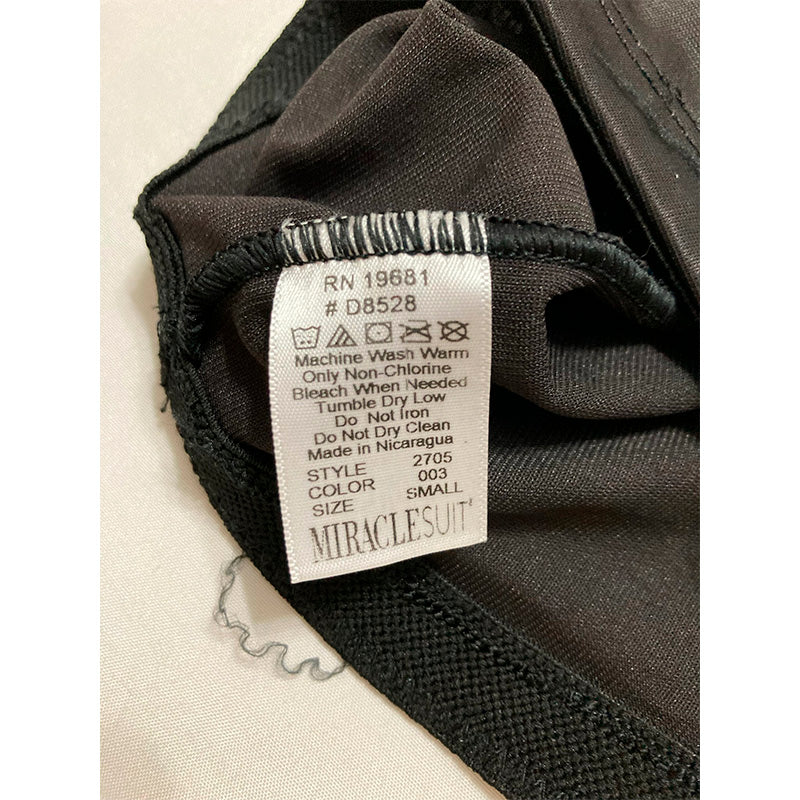 RN 19681
# D8528
Machine Wash Warm
Only Non-Chlorine
Bleach When Needed
Tumble Dry Low
Do Not Iron
Do Not Dry Clean
Made in Nicaragua
STYLE 2705
COLOR 003
SIZE SMALL
MIRACLESUIT